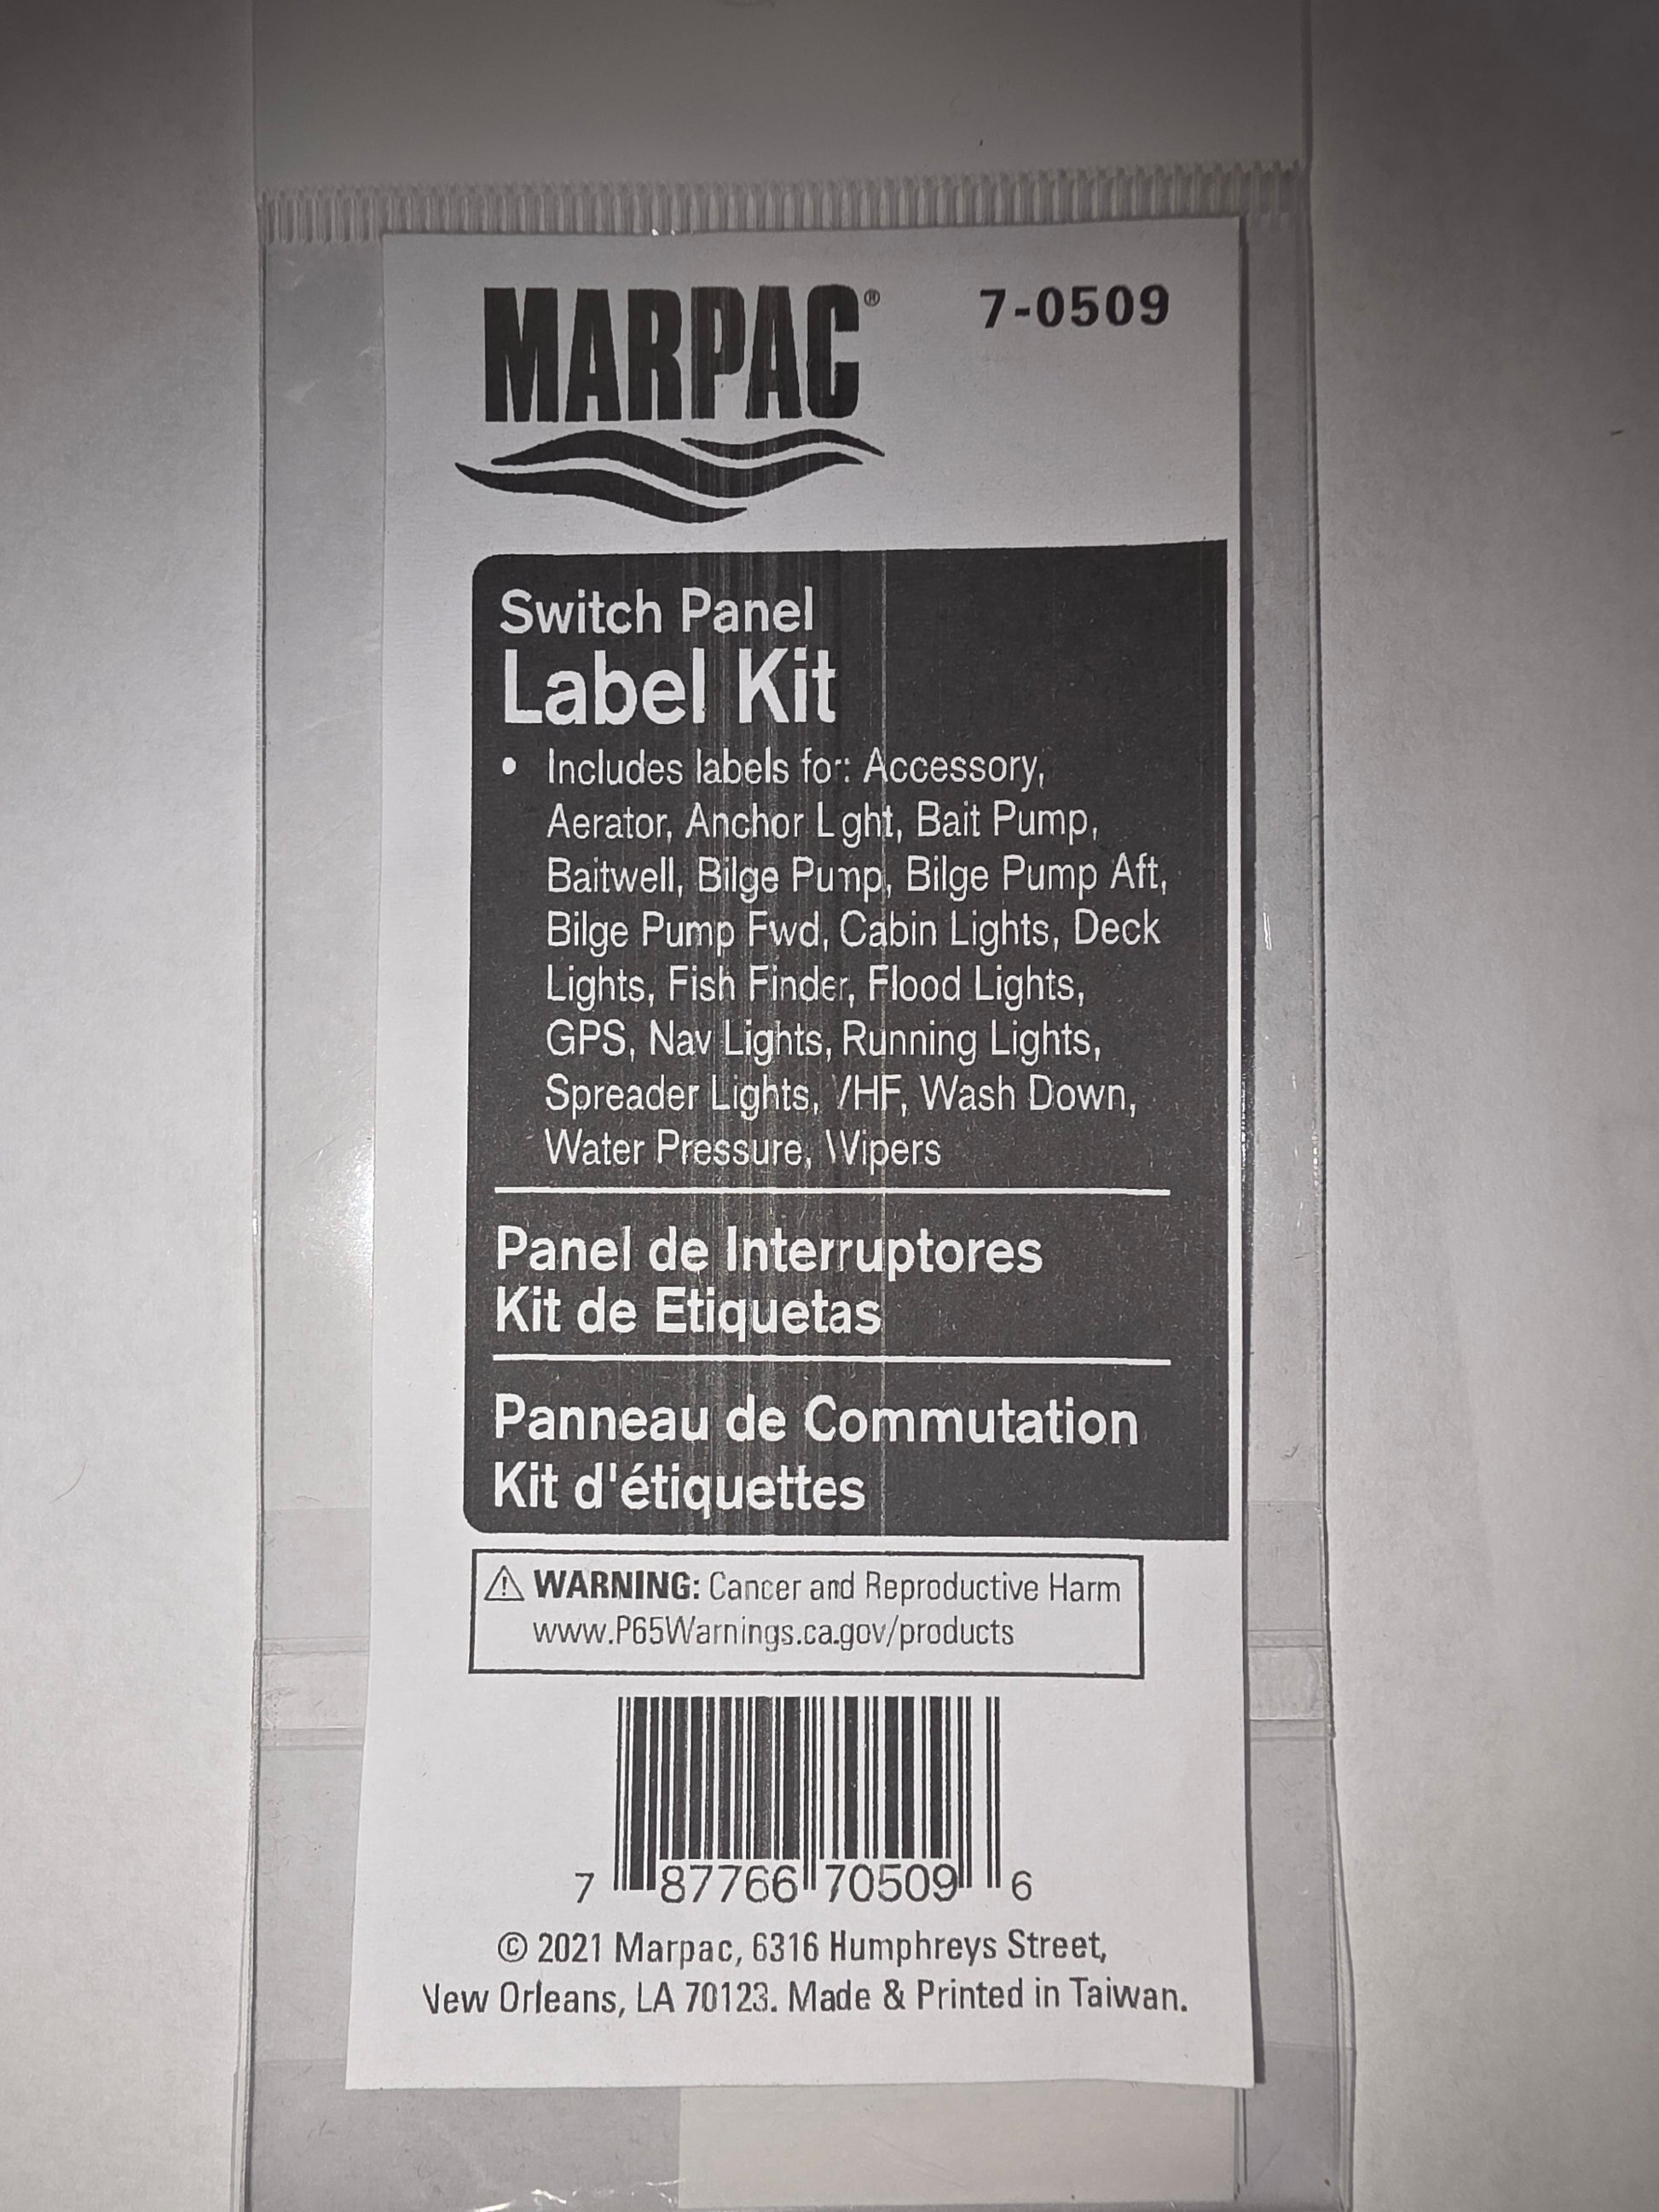 MARPAC®
7-0509
Switch Panel
Label Kit
• Includes labels for: Accessory,
Aerator, Anchor Lght, Bait Pump,
Baitwell, Bilge Pump, Bilge Pump Aft,
Bilge Pump Fwd, Cabin Lights, Deck
Lights, Fish Finder, Flood Lights,
GPS, Nav Lights, Running Lights,
Spreader Lights, VHF, Wash Down,
Water Pressure, Wipers
Panel de Interruptores
Kit de Etiquetas
Panneau de Commutation
Kit d'étiquettes
⚠ WARNING: Cancer and Reproductive Harm
www.P65Warnings.ca.gov/products
7 87766 70509 6
© 2021 Marpac, 6316 Humphreys Street,
New Orleans, LA 70123. Made & Printed in Taiwan.